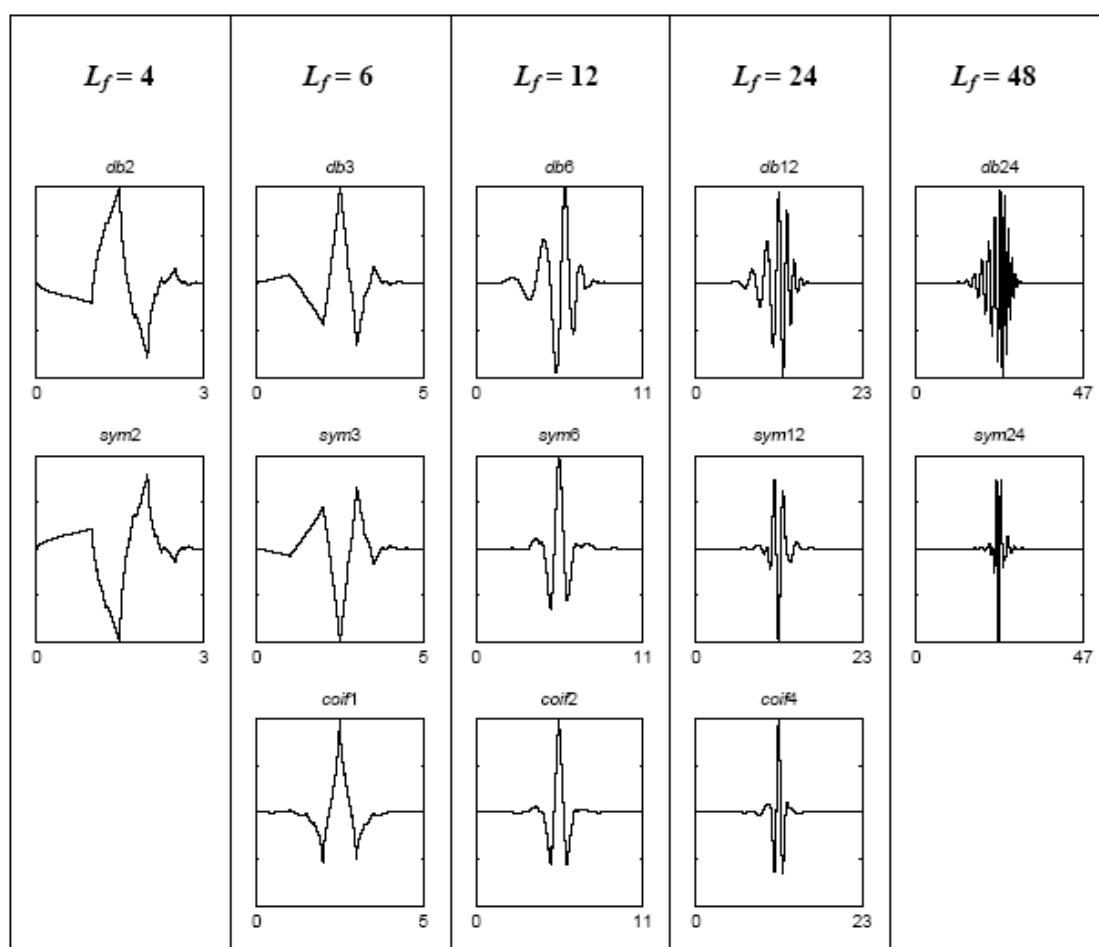 L_f = 4 L_f = 6 L_f = 12 L_f = 24 L_f = 48
db2 db3 db6 db12 db24
0 3 0 5 0 11 0 23 0 47
sym2 sym3 sym6 sym12 sym24
0 3 0 5 0 11 0 23 0 47
coif1 coif2 coif4
0 5 0 11 0 23